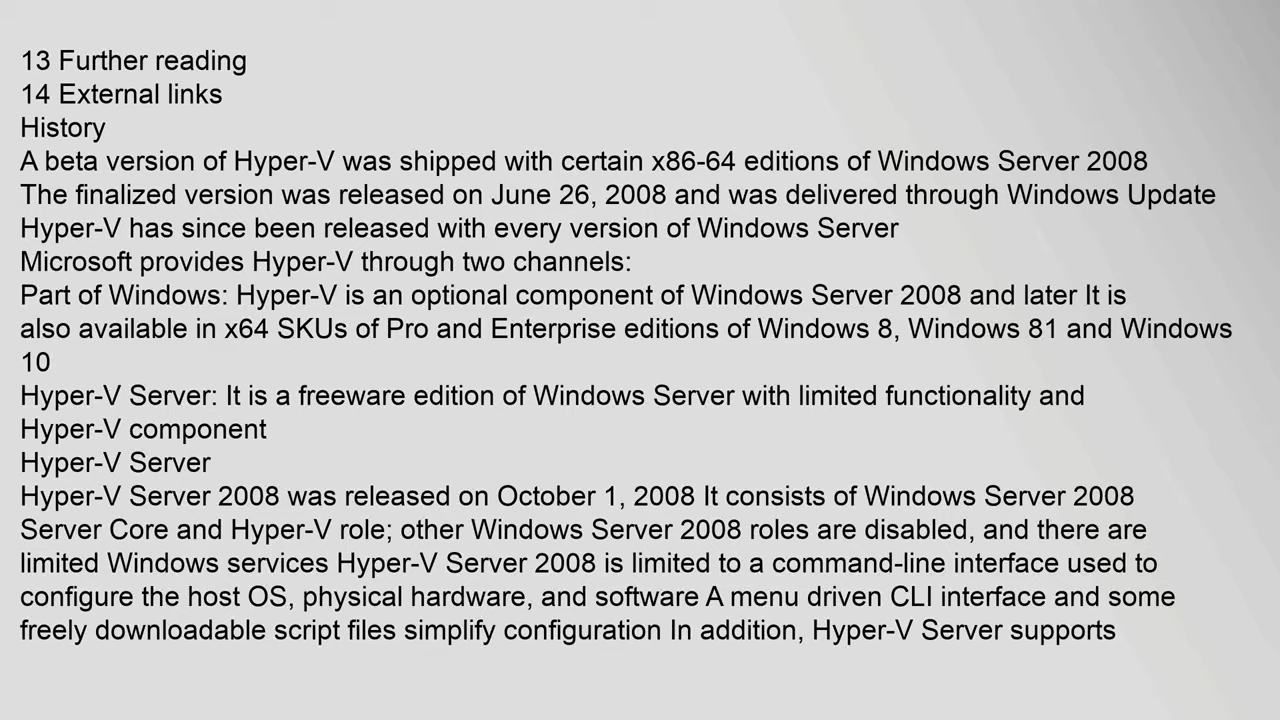 13 Further reading
14 External links
History
A beta version of Hyper-V was shipped with certain x86-64 editions of Windows Server 2008
The finalized version was released on June 26, 2008 and was delivered through Windows Update
Hyper-V has since been released with every version of Windows Server
Microsoft provides Hyper-V through two channels:
Part of Windows: Hyper-V is an optional component of Windows Server 2008 and later It is
also available in x64 SKUs of Pro and Enterprise editions of Windows 8, Windows 81 and Windows
10
Hyper-V Server: It is a freeware edition of Windows Server with limited functionality and
Hyper-V component
Hyper-V Server
Hyper-V Server 2008 was released on October 1, 2008 It consists of Windows Server 2008
Server Core and Hyper-V role; other Windows Server 2008 roles are disabled, and there are
limited Windows services Hyper-V Server 2008 is limited to a command-line interface used to
configure the host OS, physical hardware, and software A menu driven CLI interface and some
freely downloadable script files simplify configuration In addition, Hyper-V Server supports